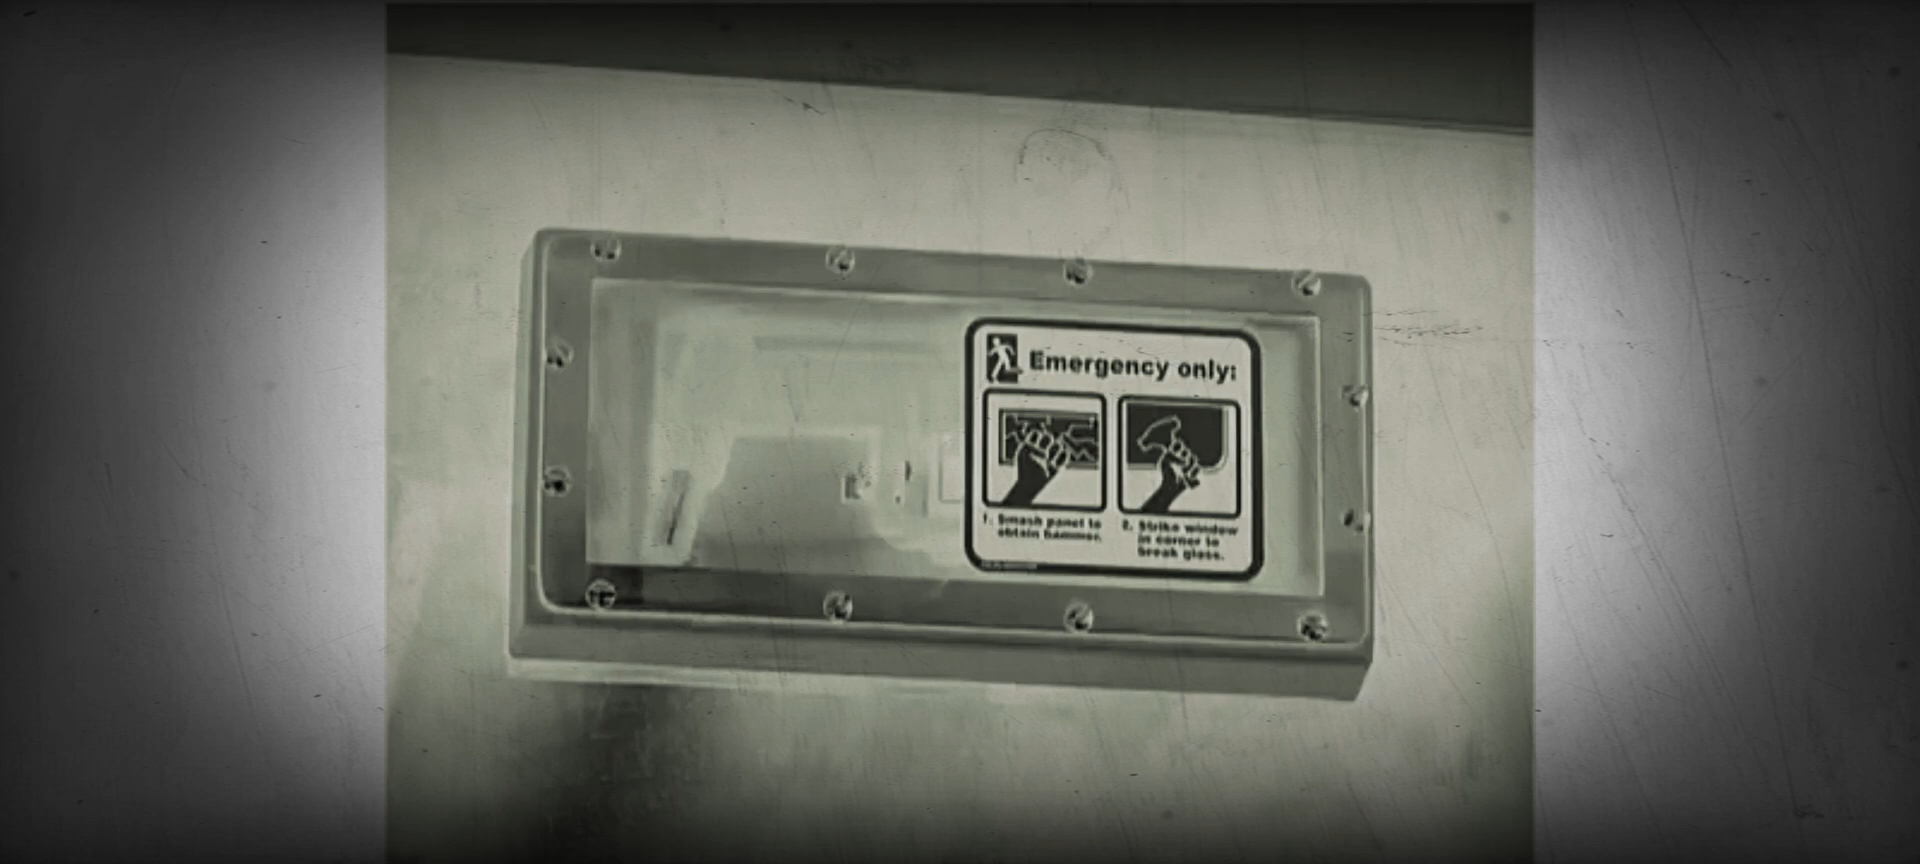 Emergency only:
1. Smash panel to
obtain hammer.
2. Strike window
in corner to
break glass.